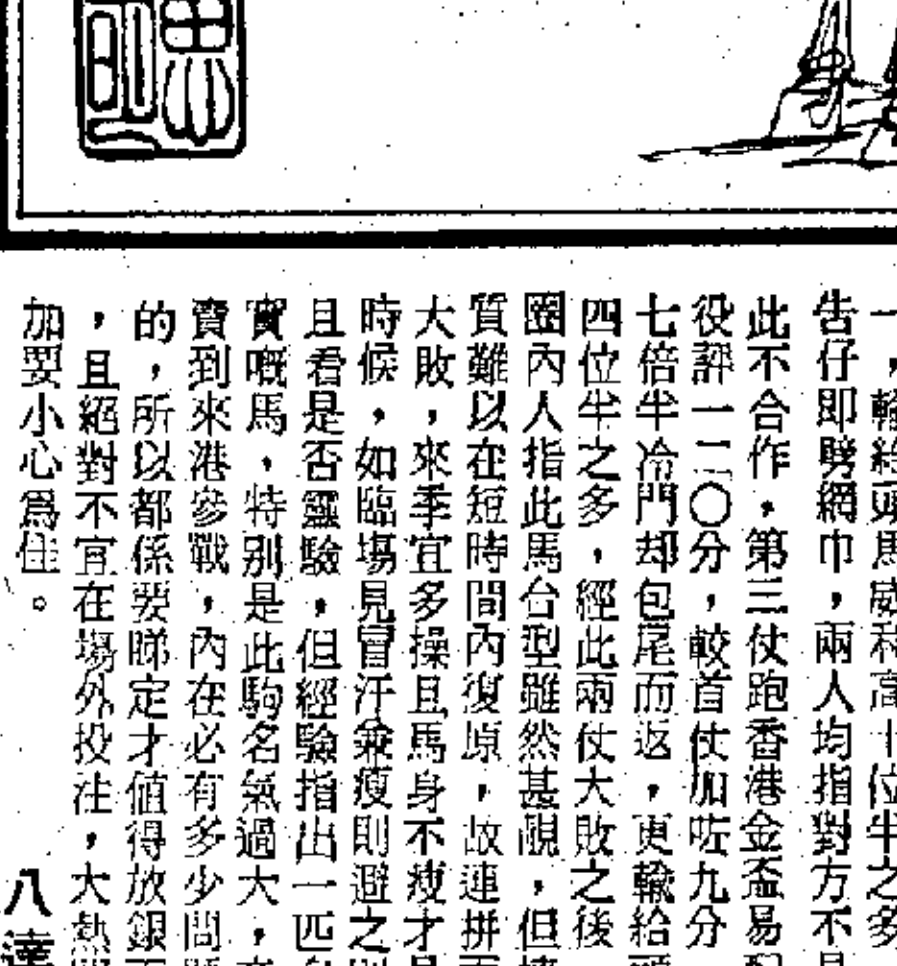 一，輸給頭馬威利高十位半之多
告仔即劈網巾，兩人均指對方不
此不合作。第三仗跑香港金盃易
役評一二〇分，較首仗加咗九分
七倍半冷門却包尾而返，更輸給
四位半之多，經此兩仗大敗之後
圈內人指此馬台型雖然甚靚，但
質難以在短時間內復原，故連拼
大敗，來季宜多操且馬身不瘦才
時候，如臨場見冒汗兼瘦則避之
且看是否靈驗，但經驗指出一匹
實嘅馬，特別是此駒名氣過大，
賣到來港參戰，內在必有多少問
的，所以都係要睇定才值得放銀
，且絕對不宜在場外投注，大熱
加要小心爲佳。
八達